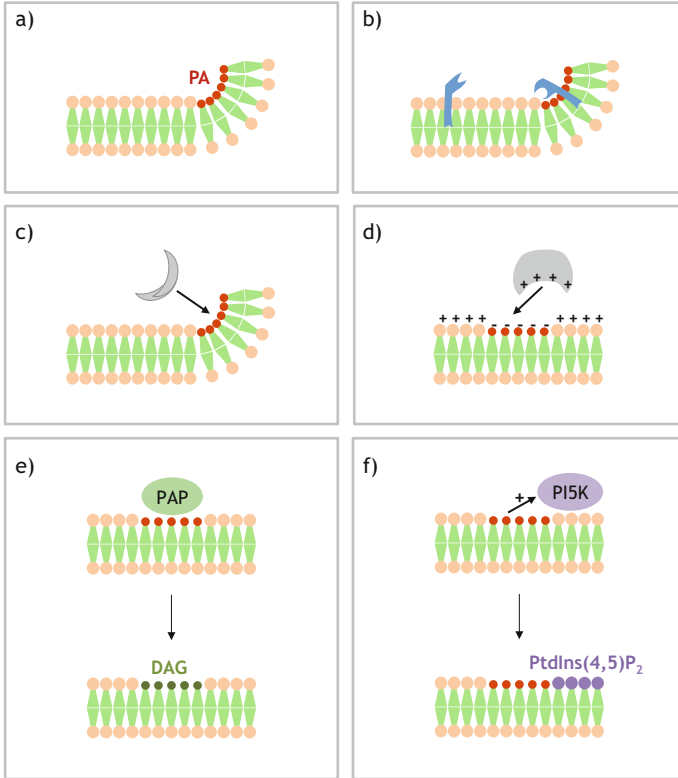 a)
PA
b)
c)
d)
+ + + +
+ + + +
- - - - -
+ + + +
e)
PAP
DAG
f)
+
PI5K
PtdIns(4,5)P2